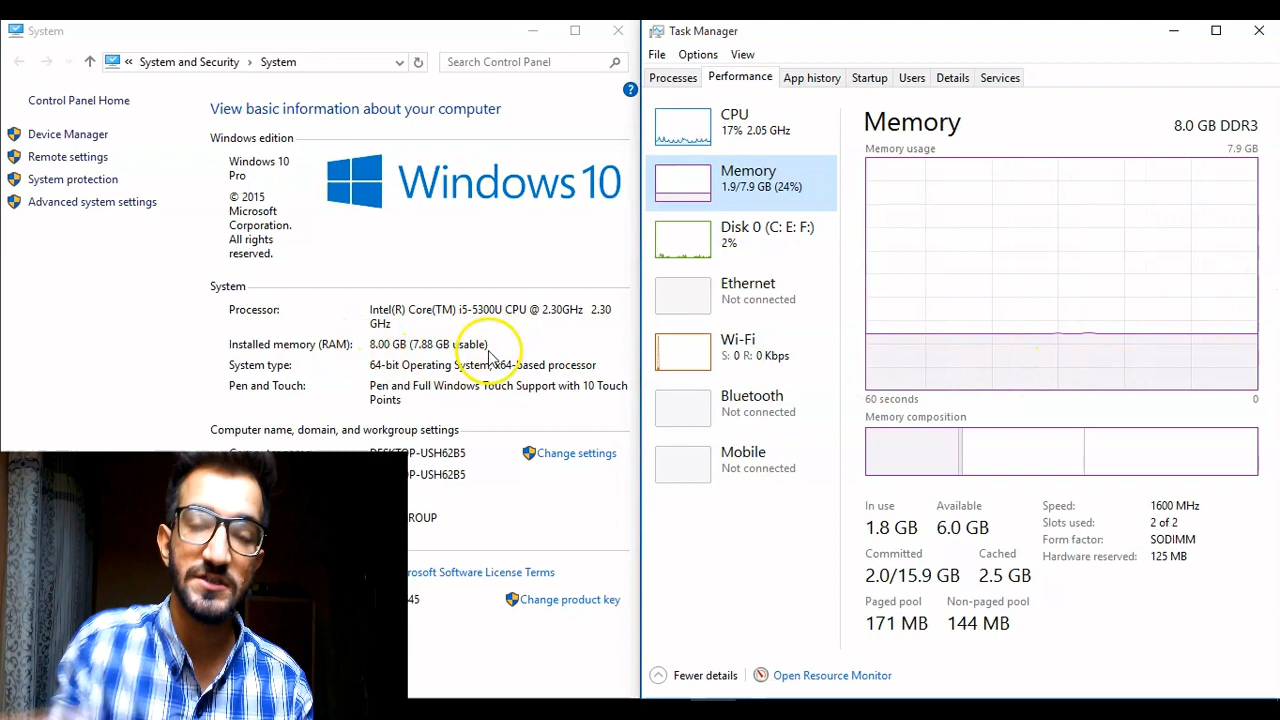 System
System and Security
System
Search Control Panel
Control Panel Home
Device Manager
Remote settings
System protection
Advanced system settings
View basic information about your computer
Windows edition
Windows 10
Pro
© 2015
Microsoft
Corporation.
All rights
reserved.
Windows 10
System
Processor:
Intel(R) Core(TM) i5-5300U CPU @ 2.30GHz 2.30
GHz
Installed memory (RAM):
8.00 GB (7.88 GB usable)
System type:
64-bit Operating System, x64-based processor
Pen and Touch:
Pen and Full Windows Touch Support with 10 Touch
Points
Computer name, domain, and workgroup settings
Change settings
OP-USH62B5
GROUP
rosoft Software License Terms
45
Change product key
Task Manager
File Options View
Processes Performance App history Startup Users Details Services
CPU
17% 2.05 GHz
Memory
1.9/7.9 GB (24%)
Disk 0 (C: E: F:)
2%
Ethernet
Not connected
Wi-Fi
S: 0 R: 0 Kbps
Bluetooth
Not connected
Mobile
Not connected
Memory
8.0 GB DDR3
Memory usage
7.9 GB
60 seconds
0
Memory composition
In use
1.8 GB
Available
6.0 GB
Committed
2.0/15.9 GB
Cached
2.5 GB
Paged pool
171 MB
Non-paged pool
144 MB
Speed: 1600 MHz
Slots used: 2 of 2
Form factor: SODIMM
Hardware reserved: 125 MB
Fewer details
Open Resource Monitor